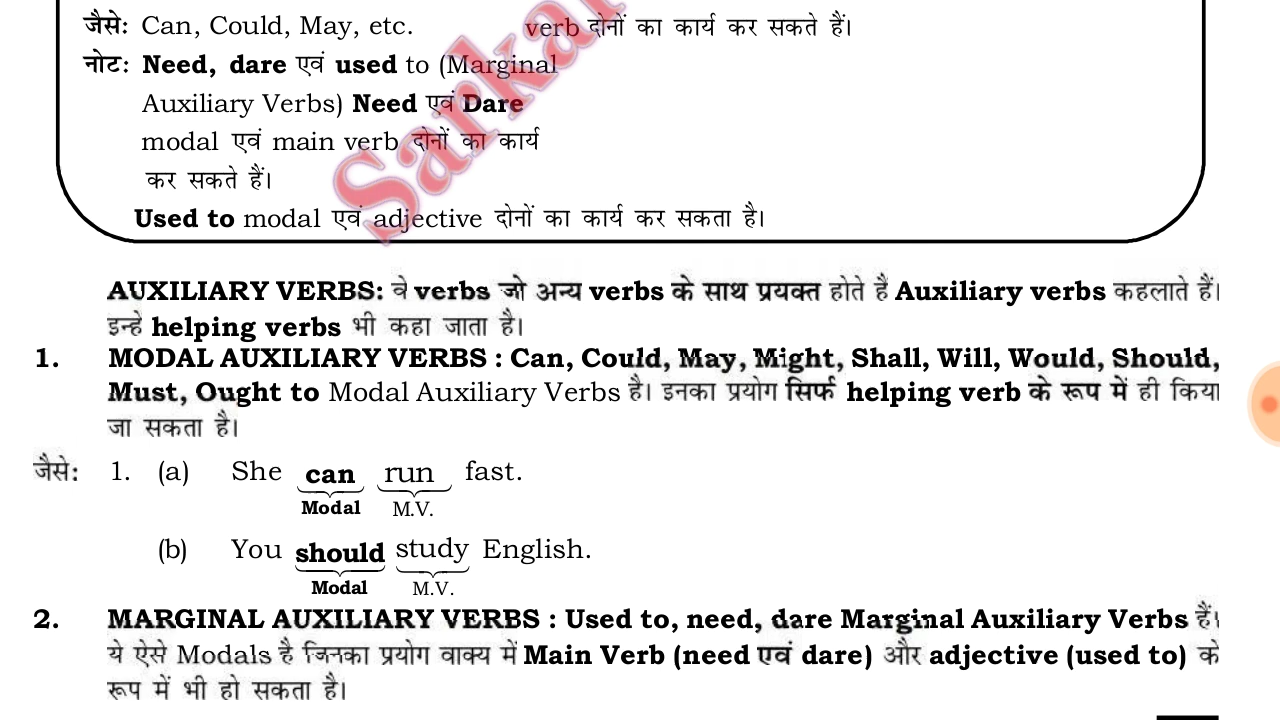 जैसेः Can, Could, May, etc. verb दोनों का कार्य कर सकते हैं।
नोटः Need, dare एवं used to (Marginal
Auxiliary Verbs) Need एवं Dare
modal एवं main verb दोनों का कार्य
कर सकते हैं।
Used to modal एवं adjective दोनों का कार्य कर सकता है।
Sarkar
AUXILIARY VERBS: वे verbs जो अन्य verbs के साथ प्रयक्त होते हैं Auxiliary verbs कहलाते हैं।
इन्हे helping verbs भी कहा जाता है।
1. MODAL AUXILIARY VERBS : Can, Could, May, Might, Shall, Will, Would, Should,
Must, Ought to Modal Auxiliary Verbs है। इनका प्रयोग सिर्फ helping verb के रूप में ही किया
जा सकता है।
जैसेः 1. (a) She can run fast.
Modal M.V.
(b) You should study English.
Modal M.V.
2. MARGINAL AUXILIARY VERBS : Used to, need, dare Marginal Auxiliary Verbs हैं।
ये ऐसे Modals है जिनका प्रयोग वाक्य में Main Verb (need एवं dare) और adjective (used to) के
रूप में भी हो सकता है।